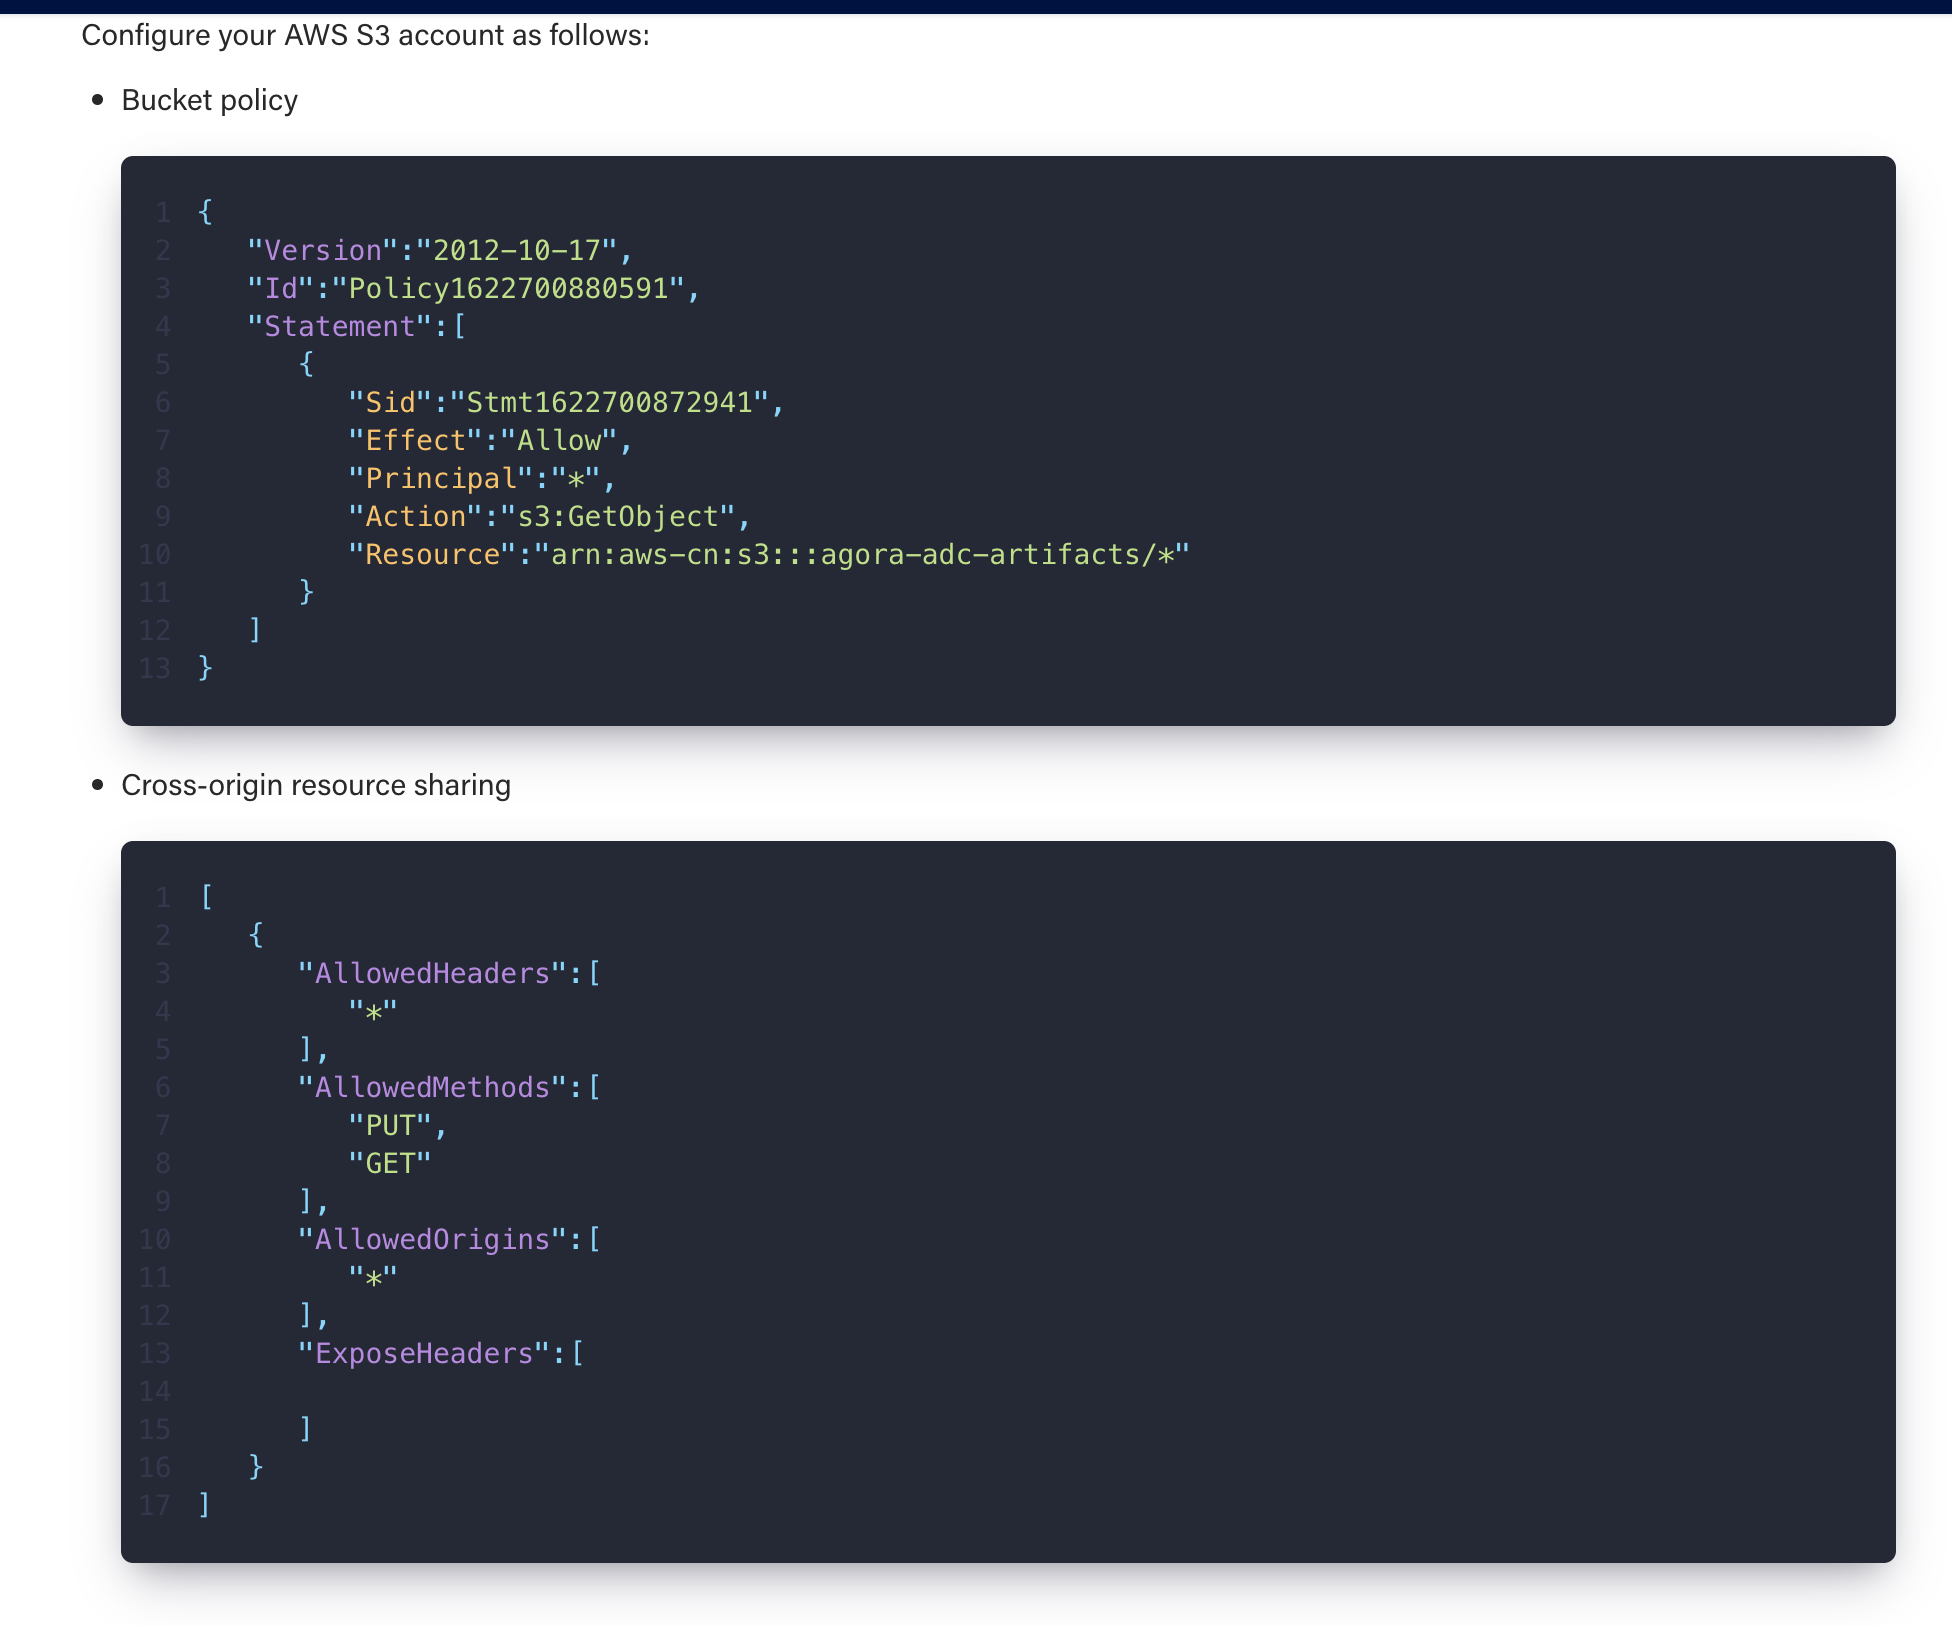 Configure your AWS S3 account as follows:
• Bucket policy
1 {
2    "Version":"2012-10-17",
3    "Id":"Policy1622700880591",
4    "Statement":[
5       {
6          "Sid":"Stmt1622700872941",
7          "Effect":"Allow",
8          "Principal":"*",
9          "Action":"s3:GetObject",
10          "Resource":"arn:aws-cn:s3:::agora-adc-artifacts/*"
11       }
12    ]
13 }
• Cross-origin resource sharing
1 [
2    {
3       "AllowedHeaders":[
4          "*"
5       ],
6       "AllowedMethods":[
7          "PUT",
8          "GET"
9       ],
10       "AllowedOrigins":[
11          "*"
12       ],
13       "ExposeHeaders":[
14
15       ]
16    }
17 ]